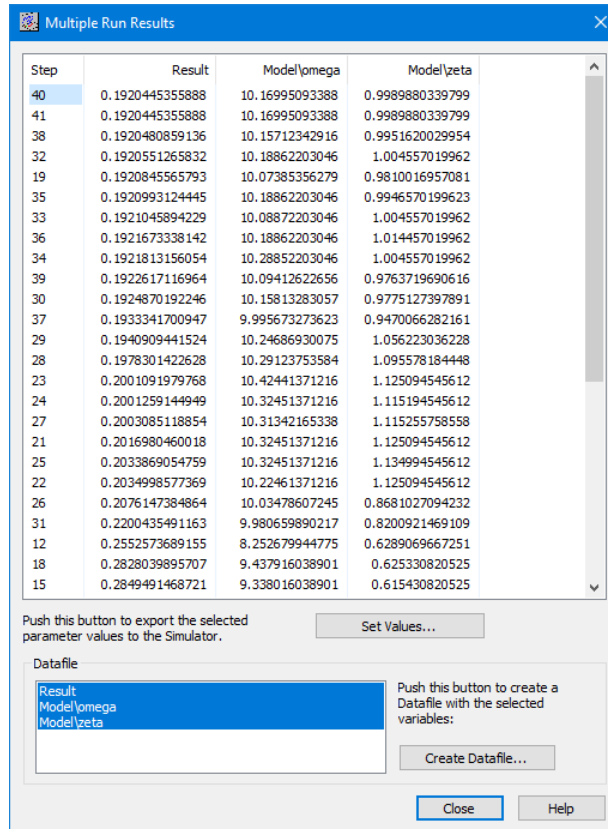 Multiple Run Results
Step Result Model\omega Model\zeta
40 0.1920445355888 10.16995093388 0.9989880339799
41 0.1920445355888 10.16995093388 0.9989880339799
38 0.1920480859136 10.15712342916 0.9951620029954
32 0.1920551265832 10.18862203046 1.004557019962
19 0.1920845565793 10.07385356279 0.9810016957081
35 0.1920993124445 10.18862203046 0.9946570199623
33 0.1921045894229 10.08872203046 1.004557019962
36 0.1921673338142 10.18862203046 1.014457019962
34 0.1921813156054 10.28852203046 1.004557019962
39 0.1922617116964 10.09412622656 0.9763719690616
30 0.1924870192246 10.15813283057 0.9775127397891
37 0.1933341700947 9.995673273623 0.9470066282161
29 0.1940909441524 10.24686930075 1.056223036228
28 0.1978301422628 10.29123753584 1.095578184448
23 0.2001091979768 10.42441371216 1.125094545612
24 0.2001259144949 10.32451371216 1.115194545612
27 0.2003085118854 10.31342165338 1.115255758558
21 0.2016980460018 10.32451371216 1.125094545612
25 0.2033869054759 10.32451371216 1.134994545612
22 0.2034998577369 10.22461371216 1.125094545612
26 0.2076147384864 10.03478607245 0.8681027094232
31 0.2200435491163 9.980659890217 0.8200921469109
12 0.2552573689155 8.252679944775 0.6289069667251
18 0.2828039895707 9.437916038901 0.625330820525
15 0.2849491468721 9.338016038901 0.615430820525
Push this button to export the selected
parameter values to the Simulator.
Set Values...
Datafile
Result
Model\omega
Model\zeta
Push this button to create a
Datafile with the selected
variables:
Create Datafile...
Close Help